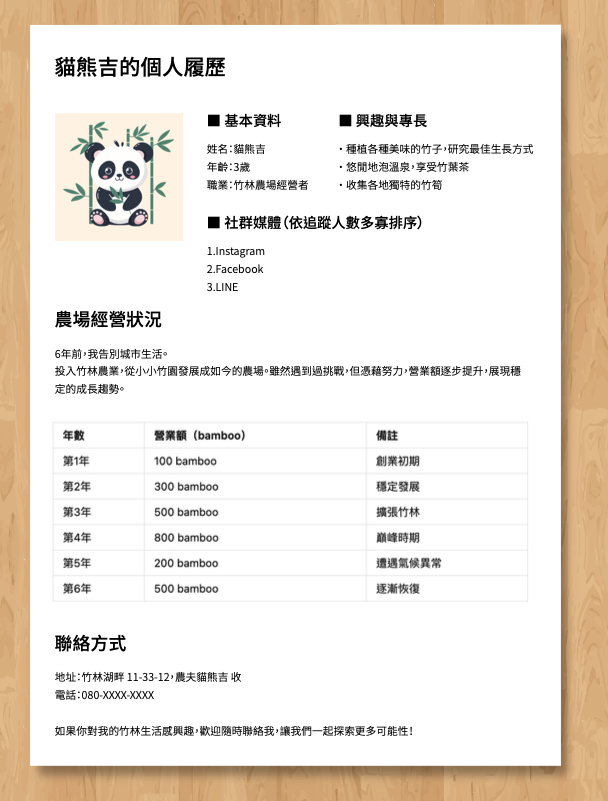 貓熊吉的個人履歷
■ 基本資料
姓名：貓熊吉
年齡：3歲
職業：竹林農場經營者
■ 興趣與專長
・種植各種美味的竹子，研究最佳生長方式
・悠閒地泡溫泉，享受竹葉茶
・收集各地獨特的竹筍
■ 社群媒體（依追蹤人數多寡排序）
1.Instagram
2.Facebook
3.LINE
農場經營狀況
6年前，我告別城市生活。
投入竹林農業，從小小竹園發展成如今的農場。雖然遇到過挑戰，但憑藉努力，營業額逐步提升，展現穩
定的成長趨勢。
年數 營業額（bamboo） 備註
第1年 100 bamboo 創業初期
第2年 300 bamboo 穩定發展
第3年 500 bamboo 擴張竹林
第4年 800 bamboo 巔峰時期
第5年 200 bamboo 遭遇氣候異常
第6年 500 bamboo 逐漸恢復
聯絡方式
地址：竹林湖畔 11-33-12，農夫貓熊吉 收
電話：080-XXXX-XXXX
如果你對我的竹林生活感興趣，歡迎隨時聯絡我，讓我們一起探索更多可能性！